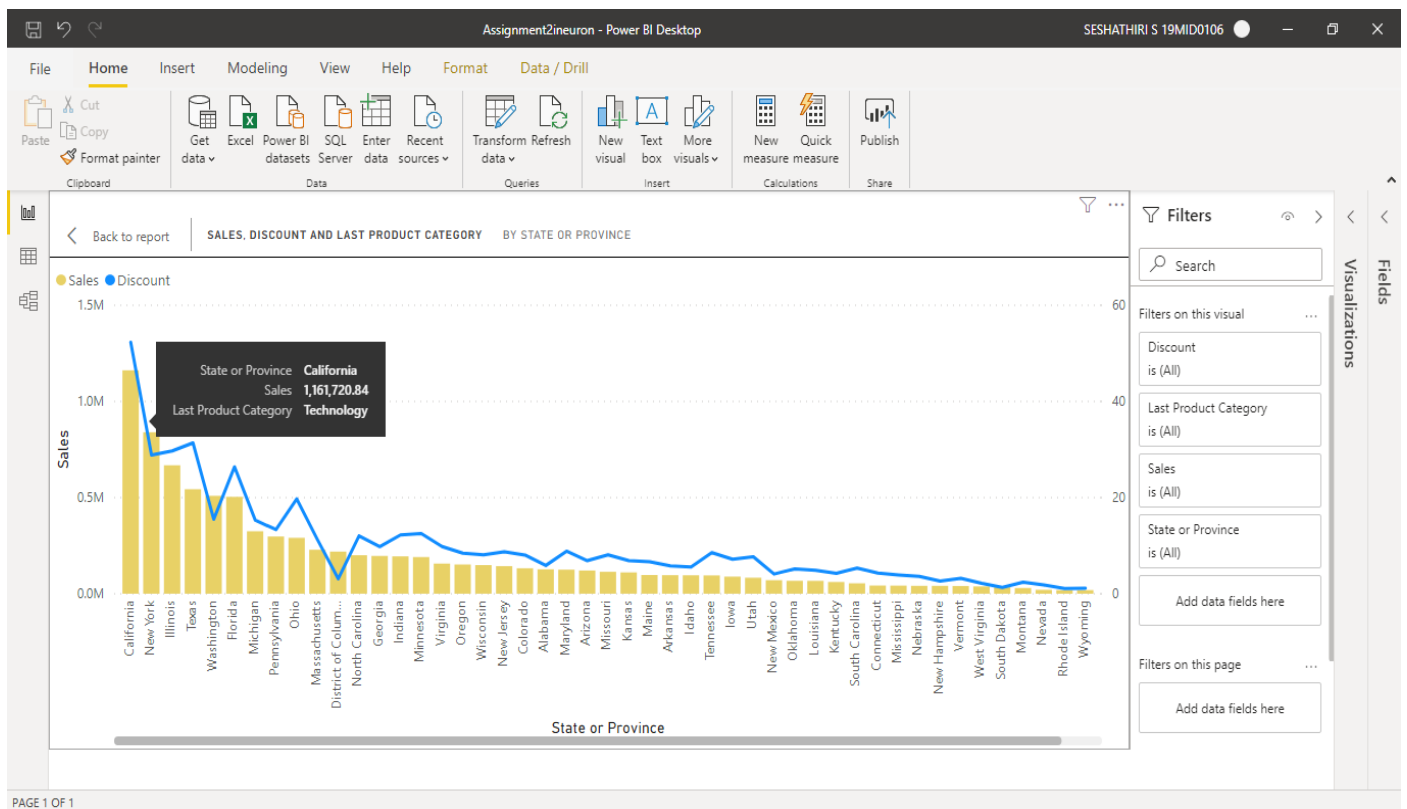 Assignment2ineuron - Power BI Desktop
SESHATHIRI S 19MID0106
File Home Insert Modeling View Help Format Data / Drill
Paste
Cut
Copy
Format painter
Clipboard
Get data
Excel
Power BI datasets
SQL Server
Enter data
Recent sources
Data
Transform data
Refresh
Queries
New visual
Text box
More visuals
Insert
New measure
Quick measure
Calculations
Publish
Share
Back to report
SALES, DISCOUNT AND LAST PRODUCT CATEGORY BY STATE OR PROVINCE
Sales Discount
Sales
1.5M
1.0M
0.5M
0.0M
60
40
20
0
State or Province California
Sales 1,161,720.84
Last Product Category Technology
California
New York
Illinois
Texas
Washington
Florida
Michigan
Pennsylvania
Ohio
Massachusetts
District of Colum...
North Carolina
Georgia
Indiana
Minnesota
Virginia
Oregon
Wisconsin
New Jersey
Colorado
Alabama
Maryland
Arizona
Missouri
Kansas
Maine
Arkansas
Idaho
Tennessee
Iowa
Utah
New Mexico
Oklahoma
Louisiana
Kentucky
South Carolina
Connecticut
Mississippi
Nebraska
New Hampshire
Vermont
West Virginia
South Dakota
Montana
Nevada
Rhode Island
Wyoming
State or Province
Filters
Search
Filters on this visual
Discount
is (All)
Last Product Category
is (All)
Sales
is (All)
State or Province
is (All)
Add data fields here
Filters on this page
Add data fields here
Visualizations
Fields
PAGE 1 OF 1